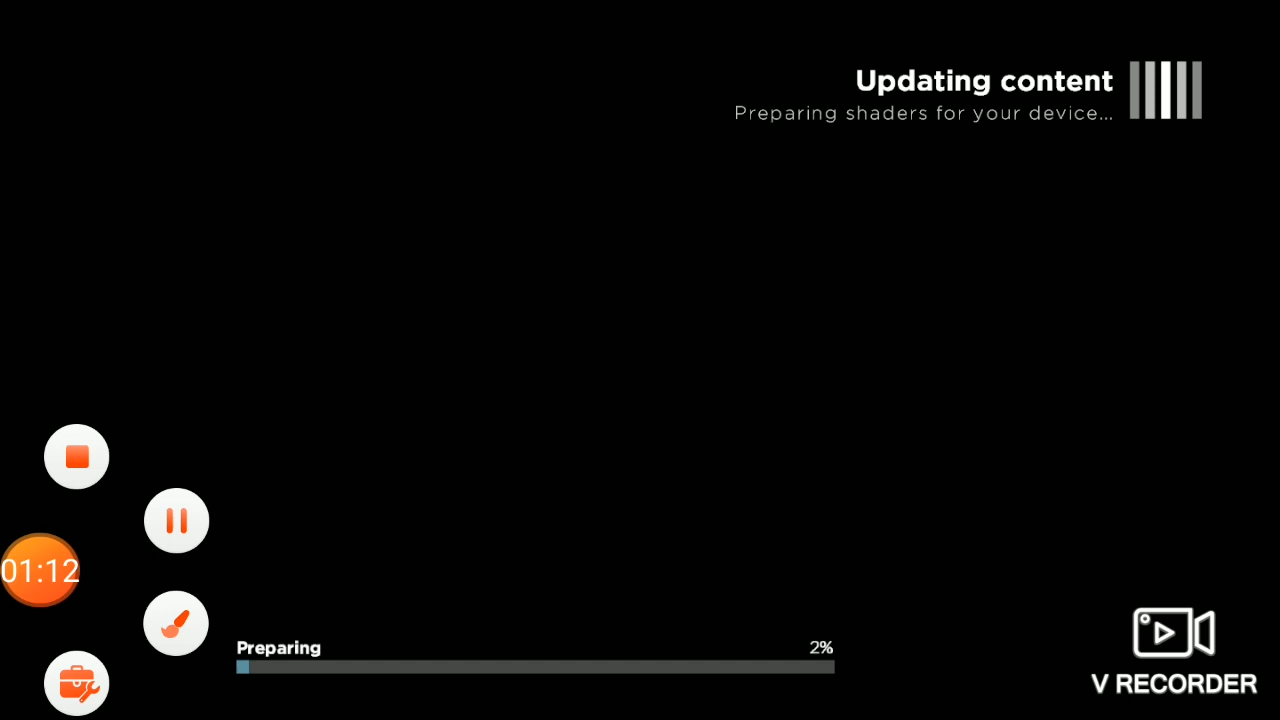 Updating content
Preparing shaders for your device...
01:12
Preparing 2%
V RECORDER